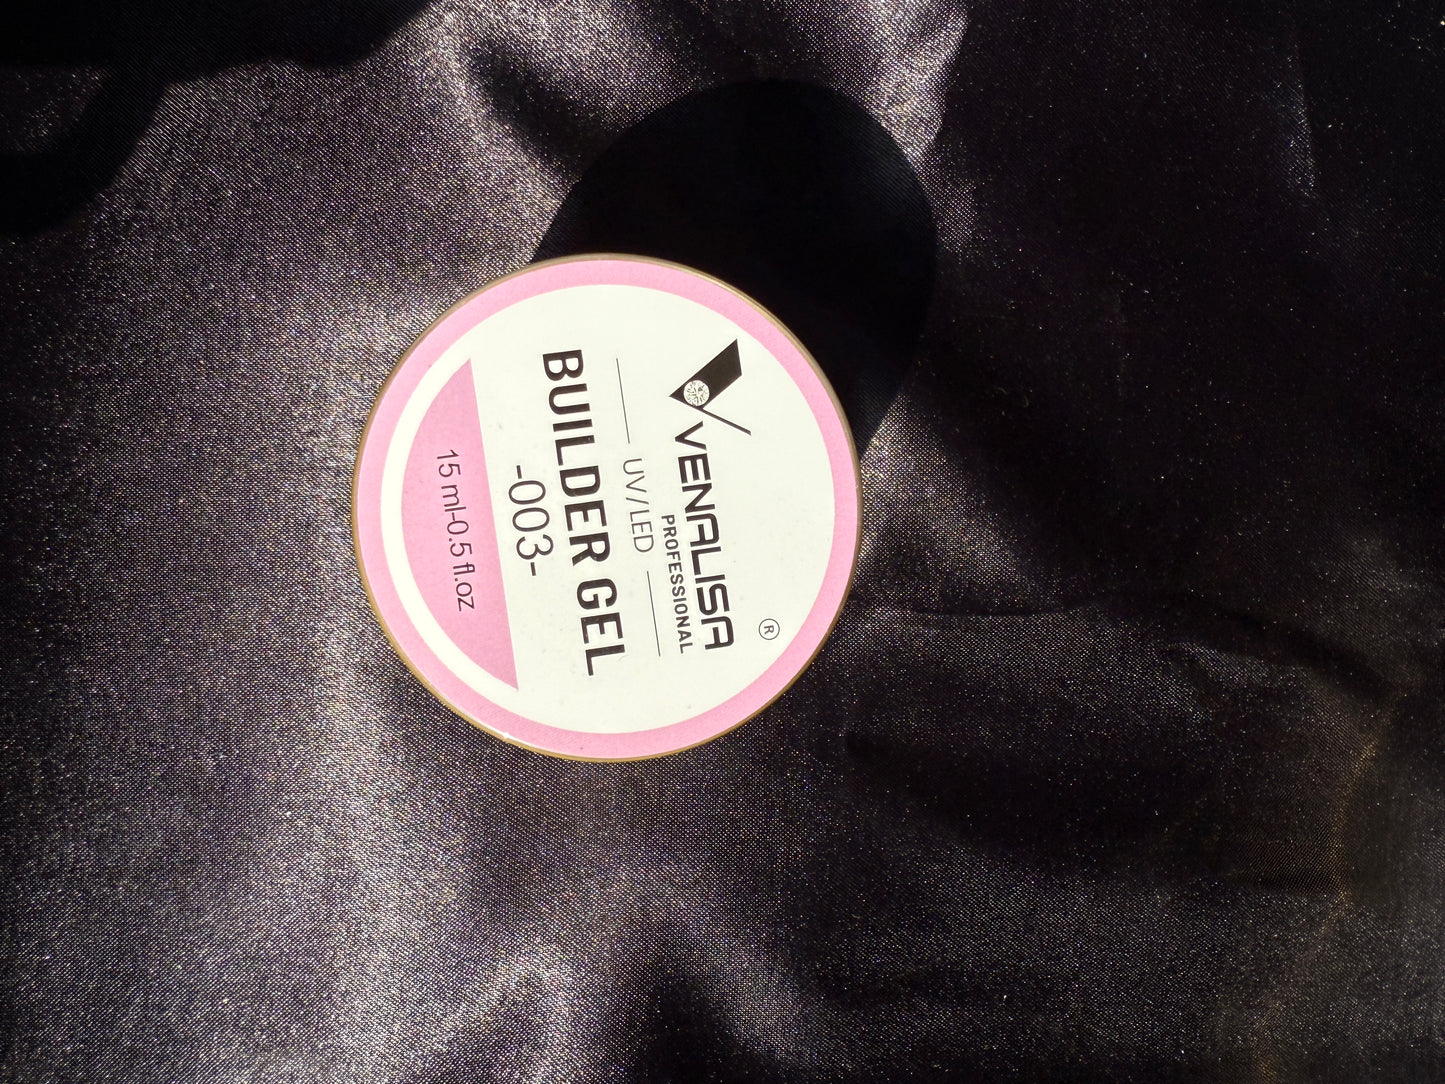 VENALISA ®
PROFESSIONAL
UV/LED
BUILDER GEL
-003-
15 ml-0.5 fl.oz